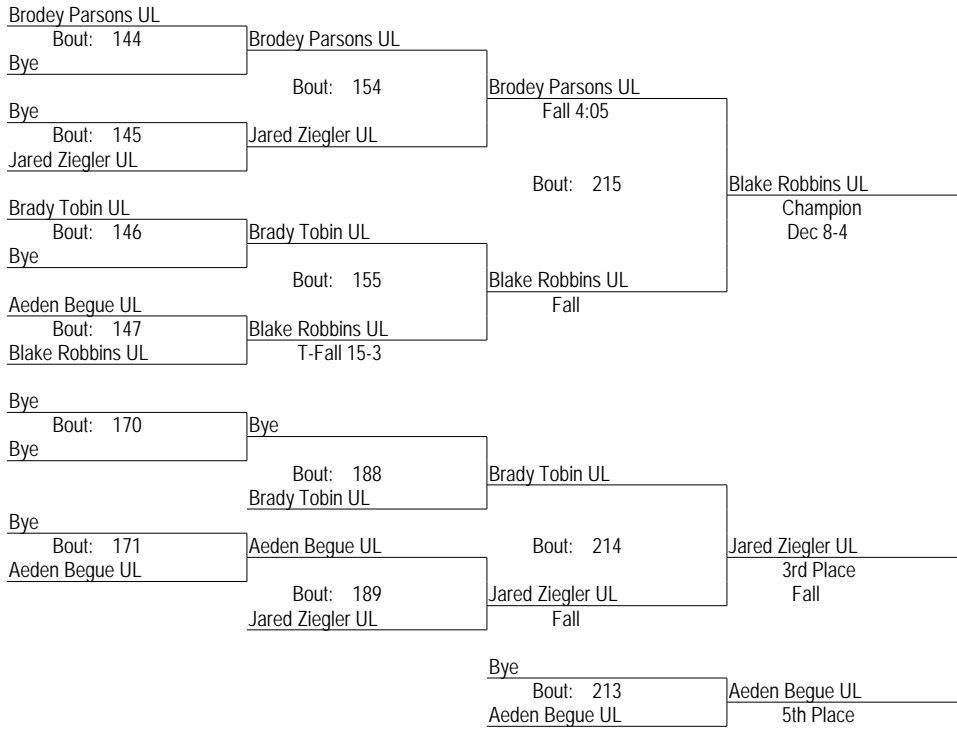 Brodey Parsons UL
Bout: 144
Bye
Brodey Parsons UL
Bout: 154
Bye
Bout: 145
Jared Ziegler UL
Jared Ziegler UL
Brodey Parsons UL
Fall 4:05
Bout: 215
Brady Tobin UL
Bout: 146
Bye
Brady Tobin UL
Bout: 155
Aeden Begue UL
Bout: 147
Blake Robbins UL
Blake Robbins UL
T-Fall 15-3
Blake Robbins UL
Fall
Blake Robbins UL
Champion
Dec 8-4
Bye
Bout: 170
Bye
Bye
Bout: 188
Brady Tobin UL
Brady Tobin UL
Bye
Bout: 171
Aeden Begue UL
Aeden Begue UL
Bout: 189
Jared Ziegler UL
Bout: 214
Jared Ziegler UL
Fall
Jared Ziegler UL
3rd Place
Fall
Bye
Bout: 213
Aeden Begue UL
Aeden Begue UL
5th Place